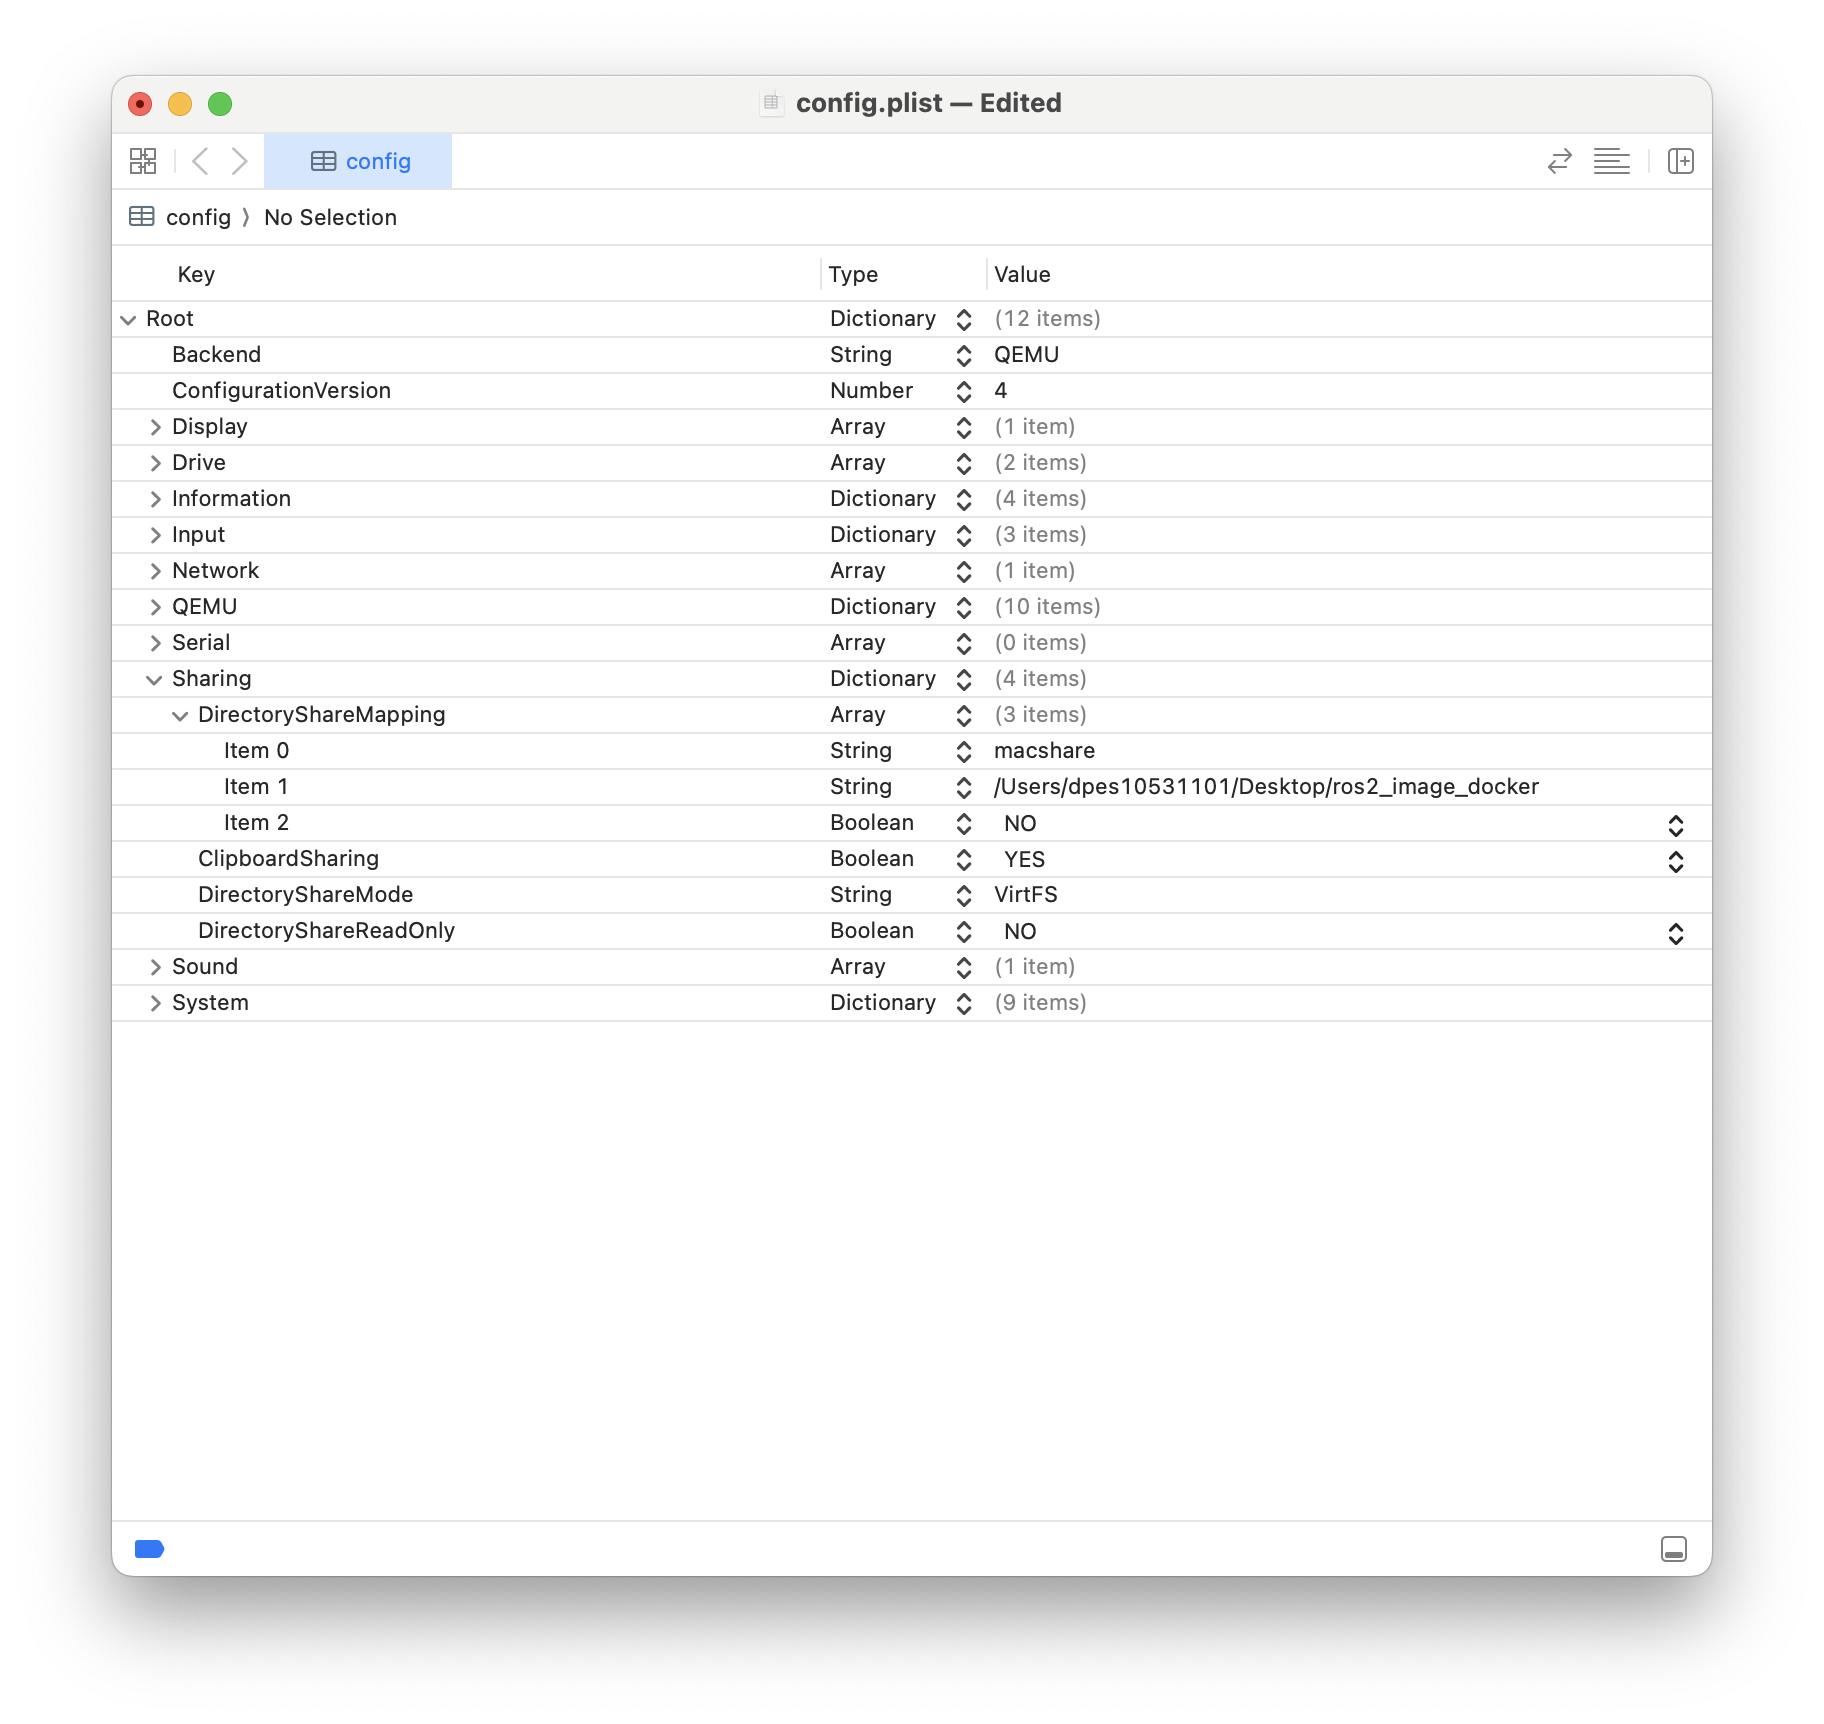 config.plist — Edited
config
config ⟩ No Selection
Key Type Value
Root Dictionary (12 items)
Backend String QEMU
ConfigurationVersion Number 4
Display Array (1 item)
Drive Array (2 items)
Information Dictionary (4 items)
Input Dictionary (3 items)
Network Array (1 item)
QEMU Dictionary (10 items)
Serial Array (0 items)
Sharing Dictionary (4 items)
DirectoryShareMapping Array (3 items)
Item 0 String macshare
Item 1 String /Users/dpes10531101/Desktop/ros2_image_docker
Item 2 Boolean NO
ClipboardSharing Boolean YES
DirectoryShareMode String VirtFS
DirectoryShareReadOnly Boolean NO
Sound Array (1 item)
System Dictionary (9 items)